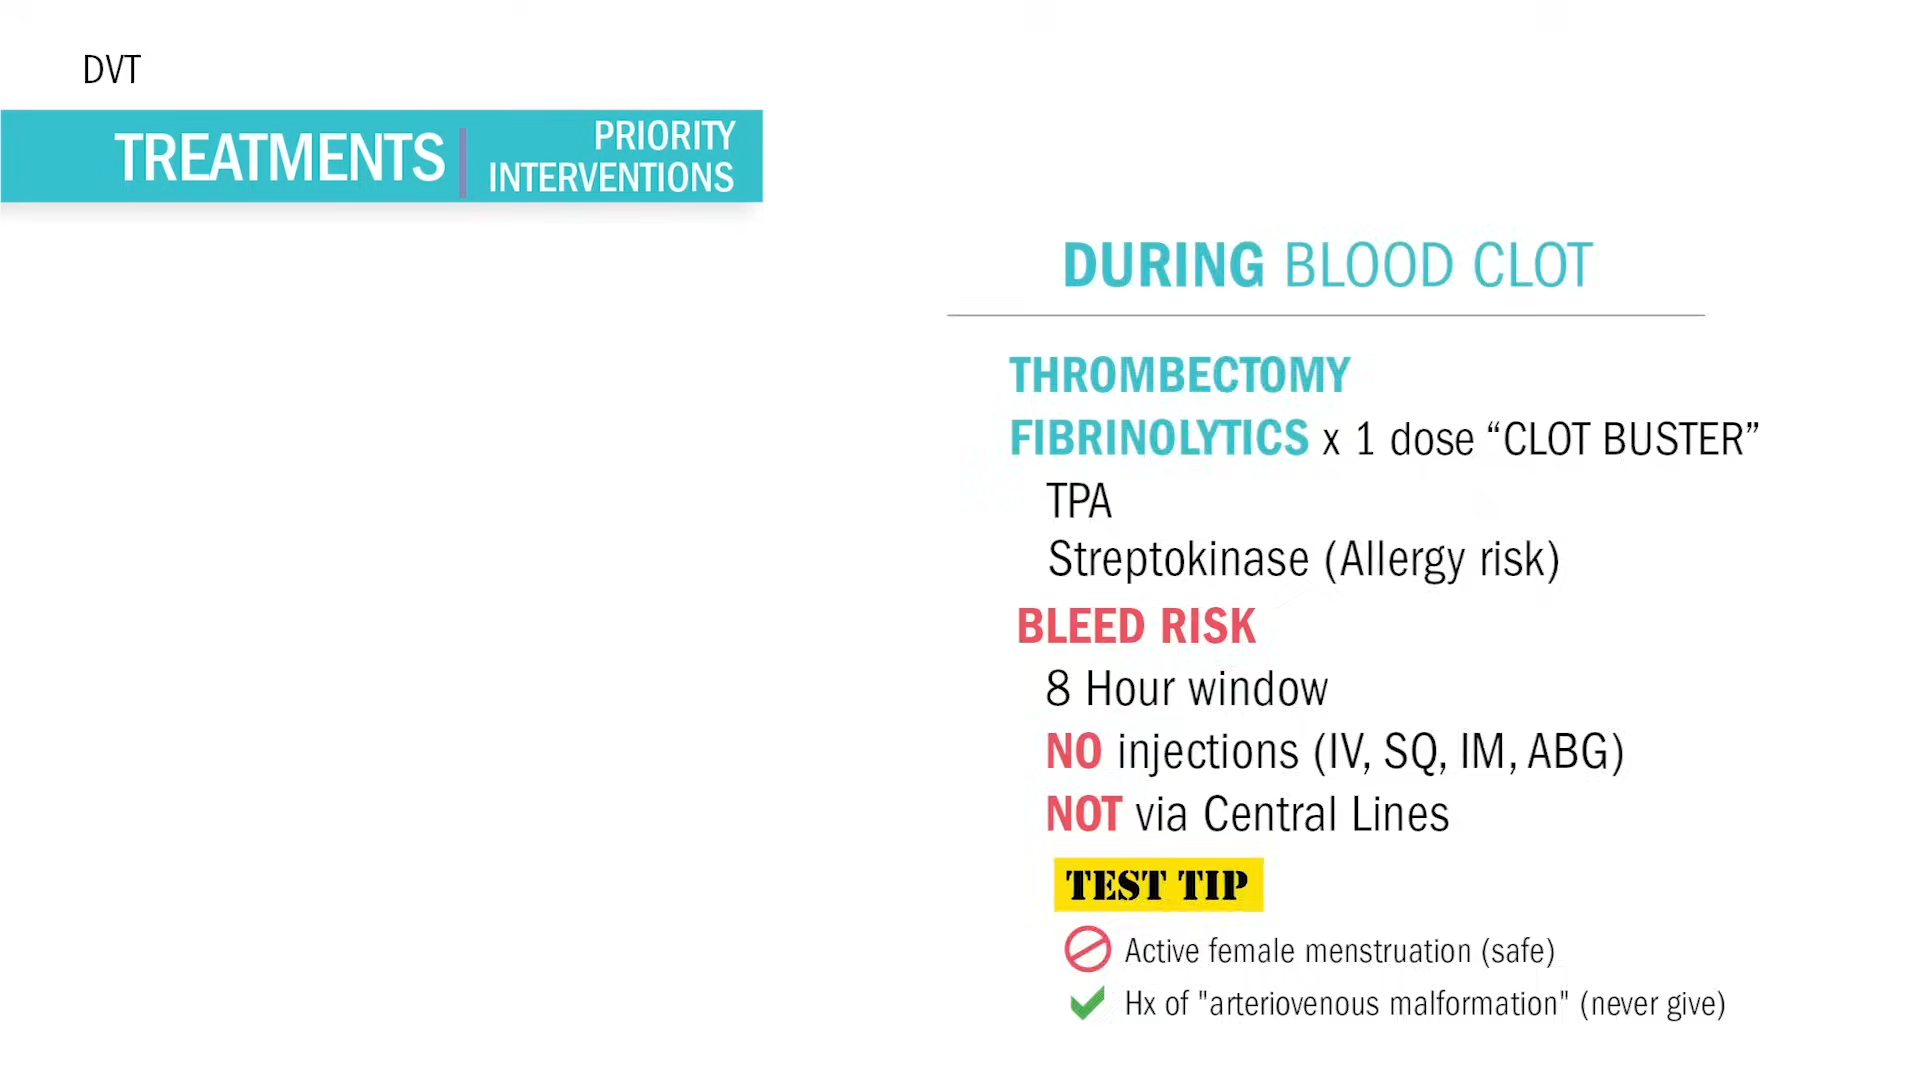 DVT
TREATMENTS
PRIORITY
INTERVENTIONS
DURING BLOOD CLOT
THROMBECTOMY
FIBRINOLYTICS x 1 dose “CLOT BUSTER”
TPA
Streptokinase (Allergy risk)
BLEED RISK
8 Hour window
NO injections (IV, SQ, IM, ABG)
NOT via Central Lines
TEST TIP
Active female menstruation (safe)
Hx of "arteriovenous malformation" (never give)